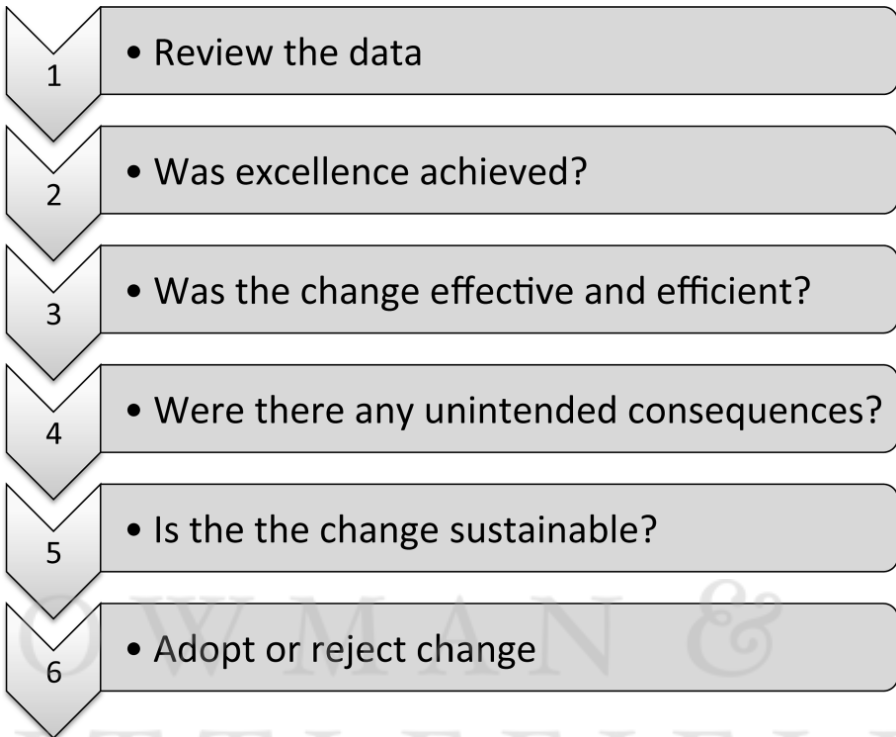 1
• Review the data
2
• Was excellence achieved?
3
• Was the change effective and efficient?
4
• Were there any unintended consequences?
5
• Is the the change sustainable?
OWMAN &
6
• Adopt or reject change